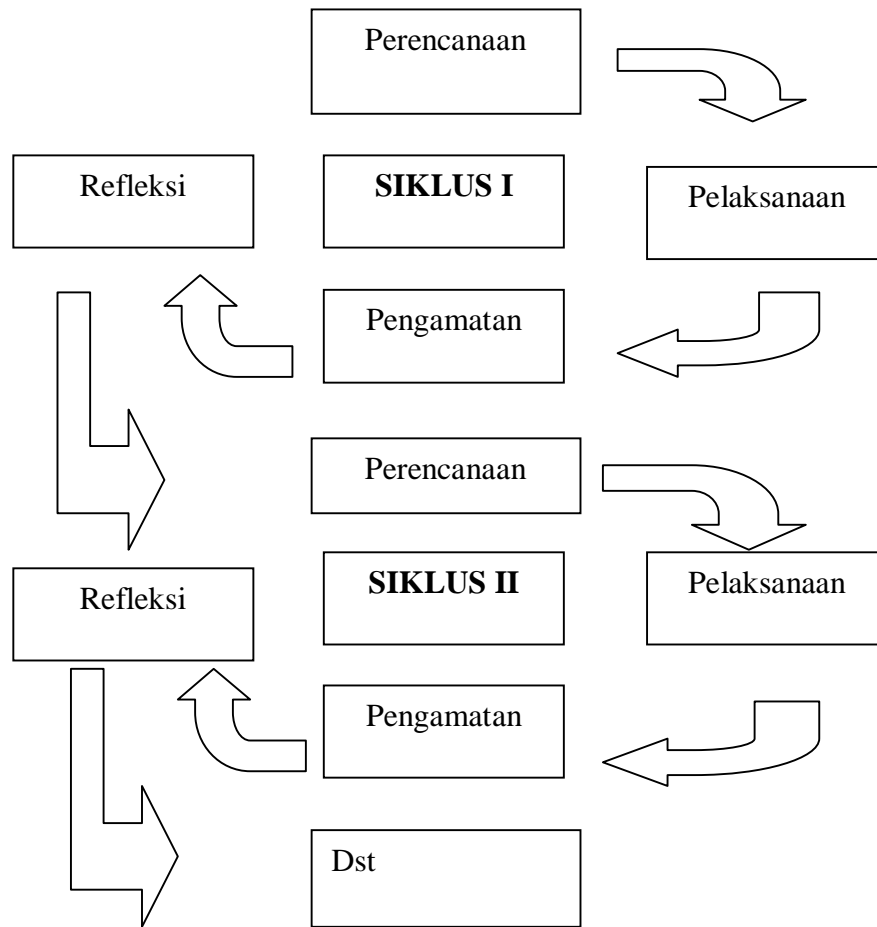 Perencanaan
Refleksi
SIKLUS I
Pelaksanaan
Pengamatan
Perencanaan
Refleksi
SIKLUS II
Pelaksanaan
Pengamatan
Dst